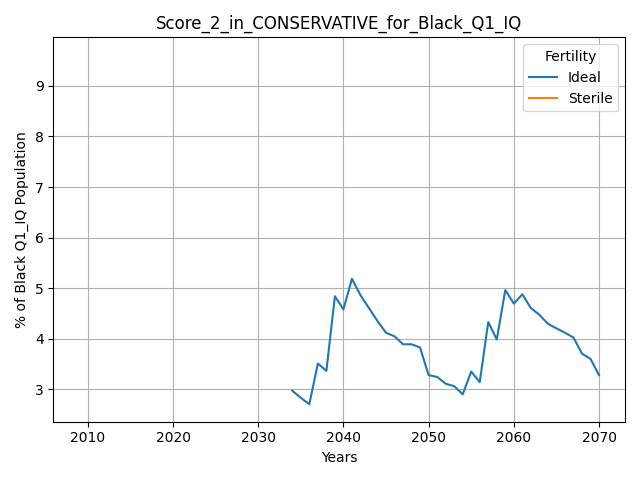 Score_2_in_CONSERVATIVE_for_Black_Q1_IQ
Fertility
Ideal
Sterile
% of Black Q1_IQ Population
9
8
7
6
5
4
3
2010 2020 2030 2040 2050 2060 2070
Years